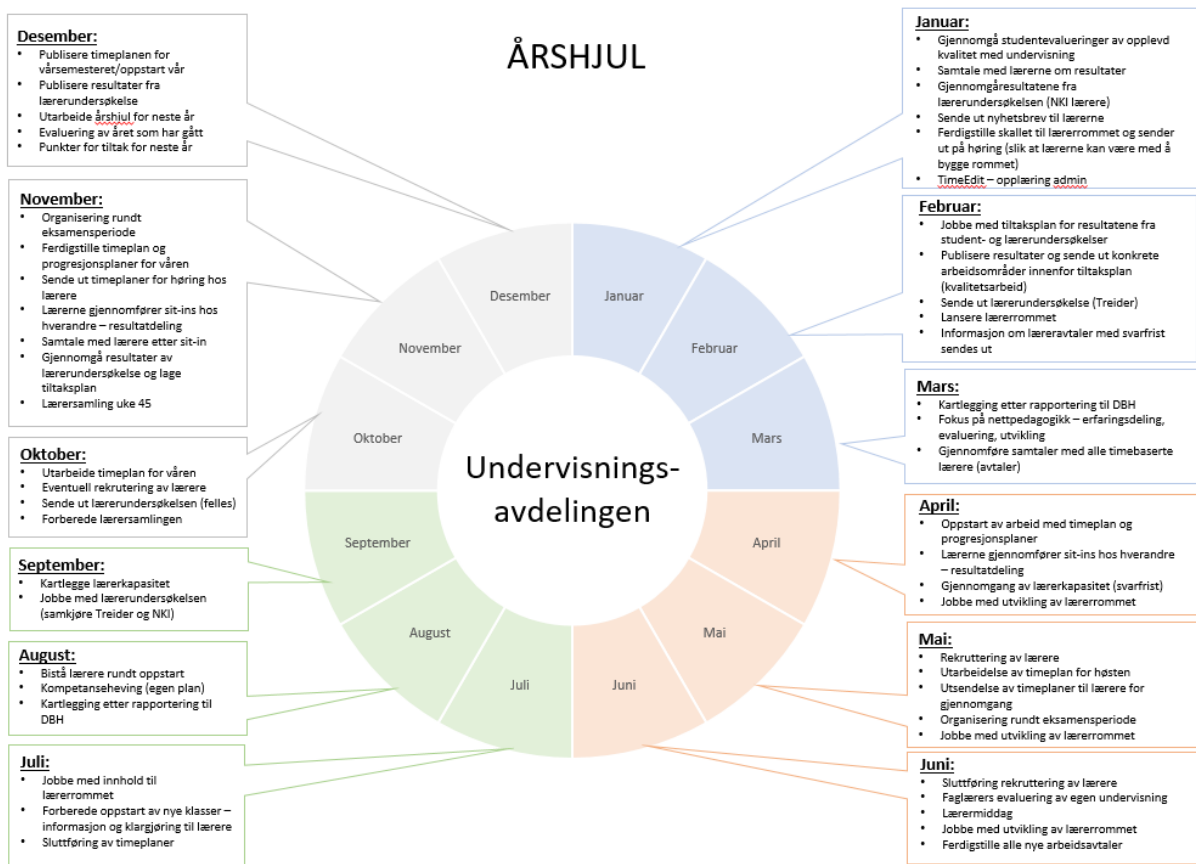 ÅRSHJUL
Januar:
• Gjennomgå studentevalueringer av opplevd
kvalitet med undervisning
• Samtale med lærerne om resultater
• Gjennomgåresultatene fra
lærerundersøkelsen (NKI lærere)
• Sende ut nyhetsbrev til lærerne
• Ferdigstille skallet til lærerrommet og sender
ut på høring (slik at lærerne kan være med å
bygge rommet)
• TimeEdit – opplæring admin
Februar:
• Jobbe med tiltaksplan for resultatene fra
student- og lærerundersøkelser
• Publisere resultater og sende ut konkrete
arbeidsområder innenfor tiltaksplan
(kvalitetsarbeid)
• Sende ut lærerundersøkelse (Treider)
• Lansere lærerrommet
• Informasjon om læreravtaler med svarfrist
sendes ut
Mars:
• Kartlegging etter rapportering til DBH
• Fokus på nettpedagogikk – erfaringsdeling,
evaluering, utvikling
• Gjennomføre samtaler med alle timebaserte
lærere (avtaler)
April:
• Oppstart av arbeid med timeplan og
progresjonsplaner
• Lærerne gjennomfører sit-ins hos hverandre
– resultatdeling
• Gjennomgang av lærerkapasitet (svarfrist)
• Jobbe med utvikling av lærerrommet
Mai:
• Rekruttering av lærere
• Utarbeidelse av timeplan for høsten
• Utsendelse av timeplaner til lærere for
gjennomgang
• Organisering rundt eksamensperiode
• Jobbe med utvikling av lærerrommet
Juni:
• Sluttføring rekruttering av lærere
• Faglærers evaluering av egen undervisning
• Lærermiddag
• Jobbe med utvikling av lærerrommet
• Ferdigstille alle nye arbeidsavtaler
Juli:
• Jobbe med innhold til
lærerrommet
• Forberede oppstart av nye klasser –
informasjon og klargjøring til lærere
• Sluttføring av timeplaner
August:
• Bistå lærere rundt oppstart
• Kompetanseheving (egen plan)
• Kartlegging etter rapportering til
DBH
September:
• Kartlegge lærerkapasitet
• Jobbe med lærerundersøkelsen
(samkjøre Treider og NKI)
Oktober:
• Utarbeide timeplan for våren
• Eventuell rekrutering av lærere
• Sende ut lærerundersøkelsen (felles)
• Forberede lærersamlingen
November:
• Organisering rundt
eksamensperiode
• Ferdigstille timeplan og
progresjonsplaner for våren
• Sende ut timeplaner for høring hos
lærere
• Lærerne gjennomfører sit-ins hos
hverandre – resultatdeling
• Samtale med lærere etter sit-in
• Gjennomgå resultater av
lærerundersøkelse og lage
tiltaksplan
• Lærersamling uke 45
Desember:
• Publisere timeplanen for
vårsemesteret/oppstart vår
• Publisere resultater fra
lærerundersøkelse
• Utarbeide årshjul for neste år
• Evaluering av året som har gått
• Punkter for tiltak for neste år
Januar
Februar
Mars
April
Mai
Juni
Juli
August
September
Oktober
November
Desember
Undervisnings-
avdelingen